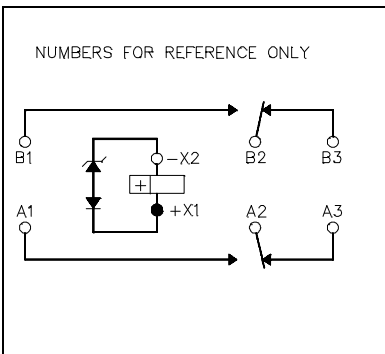 NUMBERS FOR REFERENCE ONLY
B1
-X2
B2
B3
+
A1
+X1
A2
A3